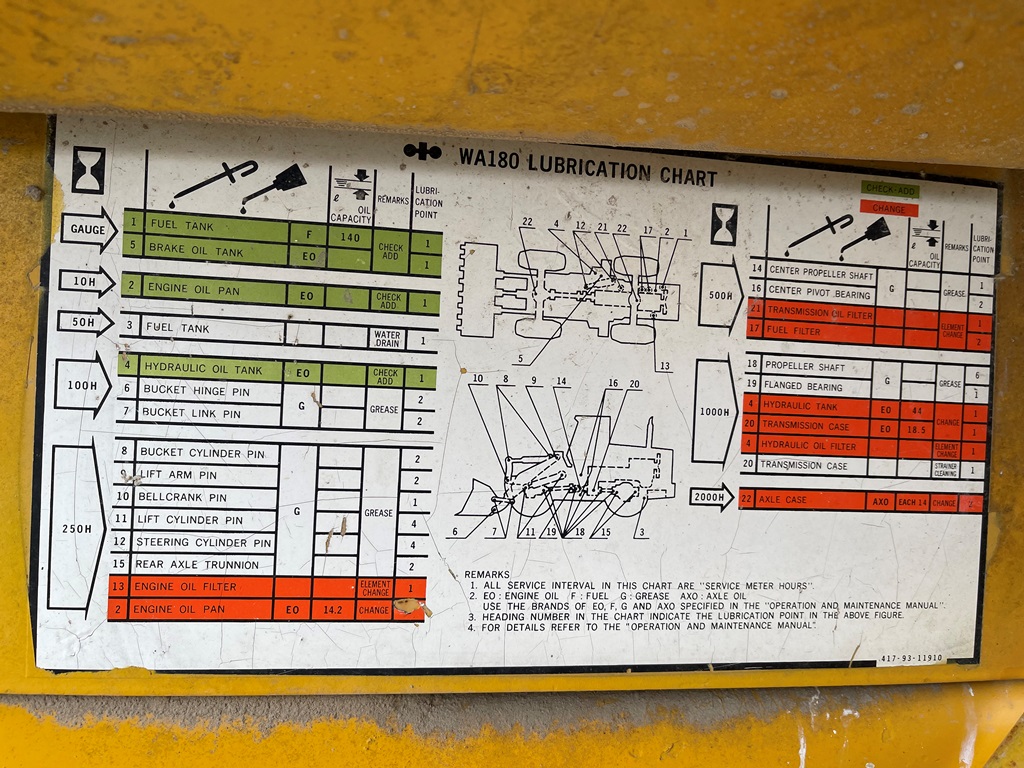 WA180 LUBRICATION CHART
OIL CAPACITY
REMARKS
LUBRI-CATION POINT
GAUGE
1 FUEL TANK F 140 CHECK ADD 1
5 BRAKE OIL TANK EO 1
10H
2 ENGINE OIL PAN EO CHECK ADD 1
50H
3 FUEL TANK WATER DRAIN 1
100H
4 HYDRAULIC OIL TANK EO CHECK ADD 1
6 BUCKET HINGE PIN G GREASE 2
7 BUCKET LINK PIN 2
250H
8 BUCKET CYLINDER PIN G GREASE 2
9 LIFT ARM PIN 2
10 BELLCRANK PIN 1
11 LIFT CYLINDER PIN 4
12 STEERING CYLINDER PIN 4
15 REAR AXLE TRUNNION 2
13 ENGINE OIL FILTER ELEMENT CHANGE 1
2 ENGINE OIL PAN EO 14.2 CHANGE
22 4 12 21 22 17 2 1
5 13
10 8 9 14 16 20
6 7 11 19 18 15 3
CHECK·ADD
CHANGE
ℓ OIL CAPACITY
REMARKS
LUBRI-CATION POINT
500H
14 CENTER PROPELLER SHAFT G GREASE 1
16 CENTER PIVOT BEARING 2
21 TRANSMISSION OIL FILTER ELEMENT CHANGE 1
17 FUEL FILTER 2
1000H
18 PROPELLER SHAFT G GREASE 6
19 FLANGED BEARING 1
4 HYDRAULIC TANK EO 44 CHANGE 1
20 TRANSMISSION CASE EO 18.5 1
4 HYDRAULIC OIL FILTER ELEMENT CHANGE 1
20 TRANSMISSION CASE STRAINER CLEANING 1
2000H
22 AXLE CASE AXO EACH 14 CHANGE 2
REMARKS
1. ALL SERVICE INTERVAL IN THIS CHART ARE "SERVICE METER HOURS".
2. EO : ENGINE OIL F : FUEL G : GREASE AXO : AXLE OIL
USE THE BRANDS OF EO, F, G AND AXO SPECIFIED IN THE "OPERATION AND MAINTENANCE MANUAL".
3. HEADING NUMBER IN THE CHART INDICATE THE LUBRICATION POINT IN THE ABOVE FIGURE.
4. FOR DETAILS REFER TO THE "OPERATION AND MAINTENANCE MANUAL".
417-93-11910